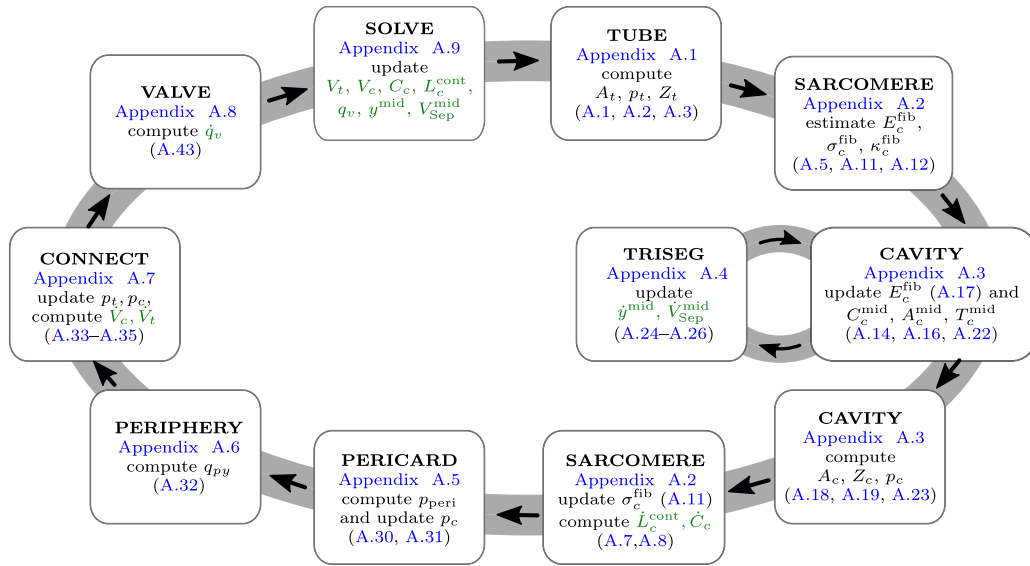 SOLVE
Appendix A.9
update
V_t, V_c, C_c, L_c^cont,
q_v, y^mid, V_Sep^mid
TUBE
Appendix A.1
compute
A_t, p_t, Z_t
(A.1, A.2, A.3)
SARCOMERE
Appendix A.2
estimate E_c^fib,
σ_c^fib, κ_c^fib
(A.5, A.11, A.12)
CAVITY
Appendix A.3
update E_c^fib (A.17) and
C_c^mid, A_c^mid, T_c^mid
(A.14, A.16, A.22)
TRISEG
Appendix A.4
update
ẏ^mid, V̇_Sep^mid
(A.24–A.26)
CAVITY
Appendix A.3
compute
A_c, Z_c, p_c
(A.18, A.19, A.23)
SARCOMERE
Appendix A.2
update σ_c^fib (A.11)
compute L̇_c^cont, Ċ_c
(A.7,A.8)
PERICARD
Appendix A.5
compute p_peri
and update p_c
(A.30, A.31)
PERIPHERY
Appendix A.6
compute q_py
(A.32)
CONNECT
Appendix A.7
update p_t, p_c,
compute V̇_c, V̇_t
(A.33–A.35)
VALVE
Appendix A.8
compute q̇_v
(A.43)